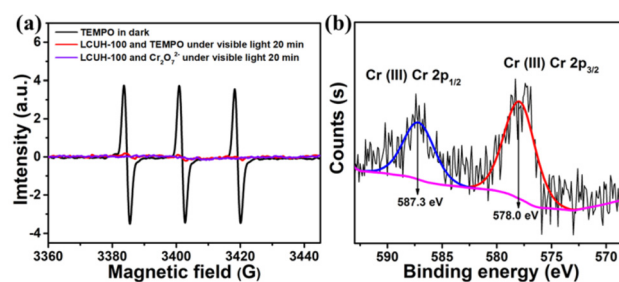 (a)
TEMPO in dark
LCUH-100 and TEMPO under visible light 20 min
LCUH-100 and Cr₂O₇²⁻ under visible light 20 min
Imtensity (a.u.)
4
2
0
-2
-4
3360 3380 3400 3420 3440
Magnetic field (G)
(b)
Cr (III) Cr 2p₁/₂
Cr (III) Cr 2p₃/₂
Counts (s)
587.3 eV
578.0 eV
590 585 580 575 570
Binding energy (eV)